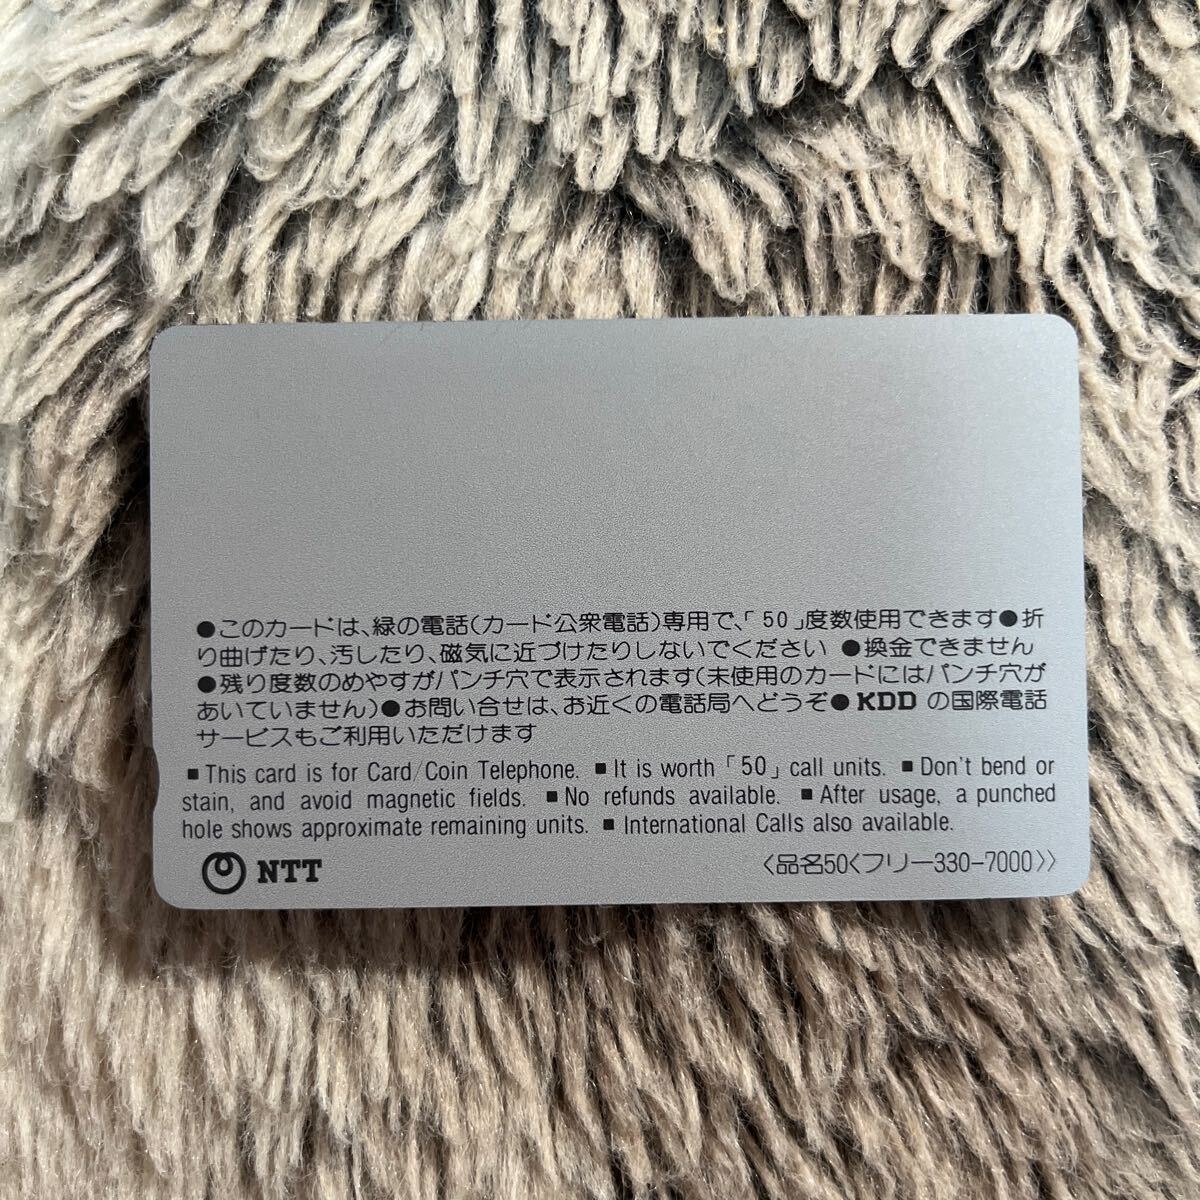 ●このカードは、緑の電話(カード公衆電話)専用で、「50」度数使用できます●折
り曲げたり、汚したり、磁気に近づけたりしないでください ●換金できません
●残り度数のめやすがパンチ穴で表示されます(未使用のカードにはパンチ穴が
あいていません)●お問い合せは、お近くの電話局へどうぞ●KDDの国際電話
サービスもご利用いただけます
■This card is for Card/Coin Telephone. ■It is worth「50」call units. ■Don't bend or
stain, and avoid magnetic fields. ■No refunds available. ■After usage, a punched
hole shows approximate remaining units. ■International Calls also available.
NTT 〈品名50〈フリー330-7000〉〉